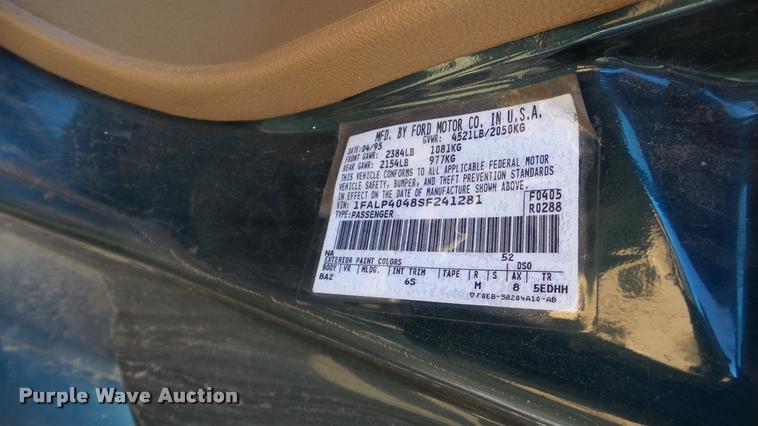 MFD. BY FORD MOTOR CO. IN U.S.A.
DATE: 04/95 GVWR: 4521LB/2050KG
FRONT GAWR: 2384LB 1081KG
REAR GAWR: 2154LB 977KG
THIS VEHICLE CONFORMS TO ALL APPLICABLE FEDERAL MOTOR
VEHICLE SAFETY, BUMPER, AND THEFT PREVENTION STANDARDS
IN EFFECT ON THE DATE OF MANUFACTURE SHOWN ABOVE.
VIN: 1FALP4048SF241281 F0405
TYPE: PASSENGER R0288
NA 52
EXTERIOR PAINT COLORS DSO
BODY VR MLDG. INT TRIM TAPE R S AX TR
BA2 6S M 8 5EDHH
▽ F0EB-58204A10-AB
Purple Wave Auction